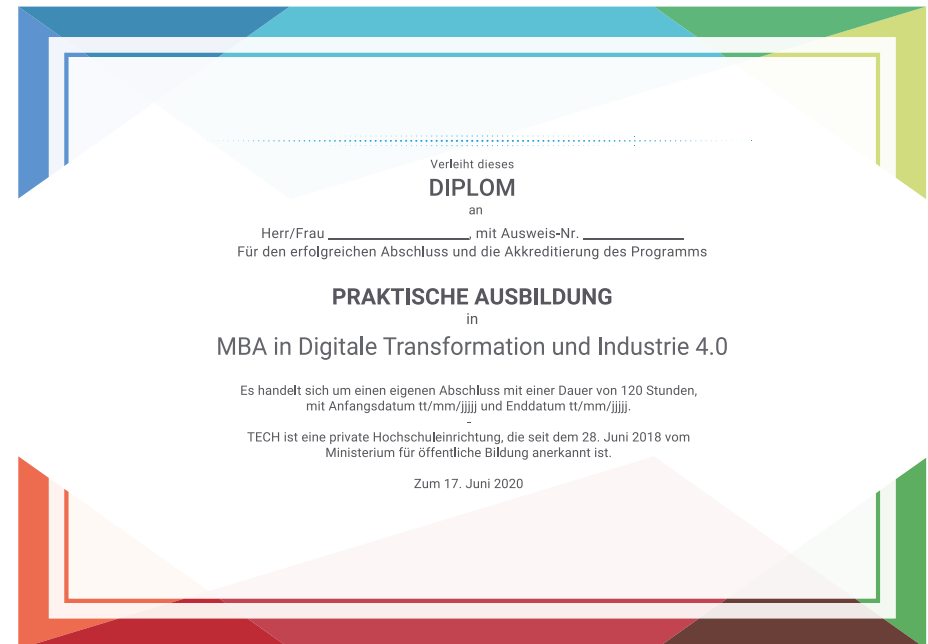 Verleiht dieses
DIPLOM
an
Herr/Frau ____________________, mit Ausweis-Nr. ______________
Für den erfolgreichen Abschluss und die Akkreditierung des Programms
PRAKTISCHE AUSBILDUNG
in
MBA in Digitale Transformation und Industrie 4.0
Es handelt sich um einen eigenen Abschluss mit einer Dauer von 120 Stunden,
mit Anfangsdatum tt/mm/jjjjj und Enddatum tt/mm/jjjjj.
-
TECH ist eine private Hochschuleinrichtung, die seit dem 28. Juni 2018 vom
Ministerium für öffentliche Bildung anerkannt ist.
Zum 17. Juni 2020